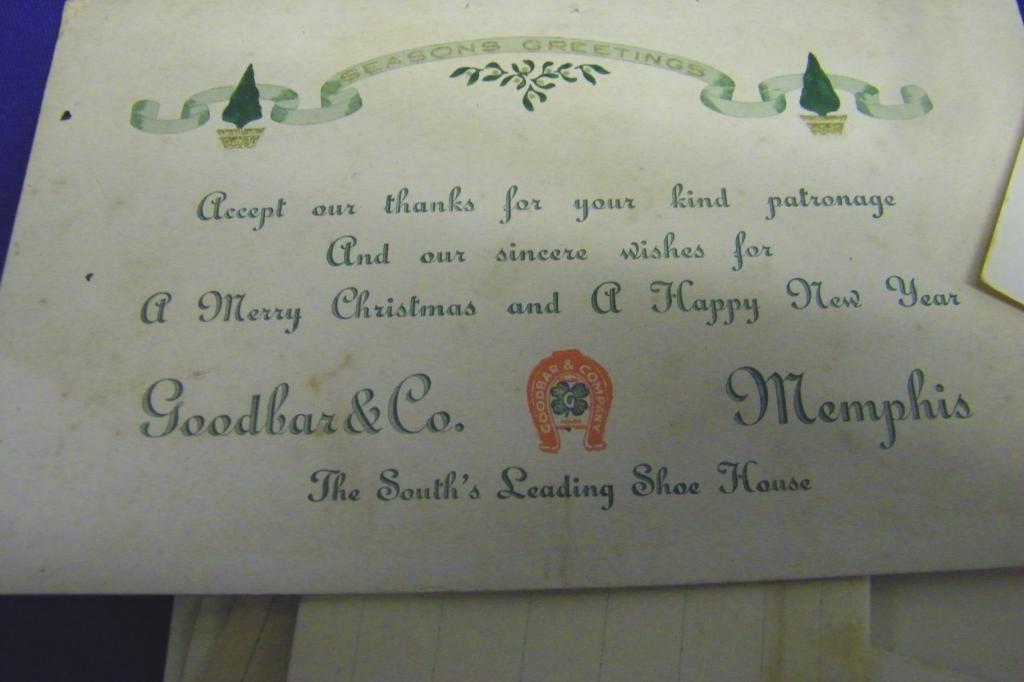 SEASONS GREETINGS
Accept our thanks for your kind patronage
And our sincere wishes for
A Merry Christmas and A Happy New Year
Goodbar & Co. Memphis
GOODBAR & COMPANY
G
The South's Leading Shoe House